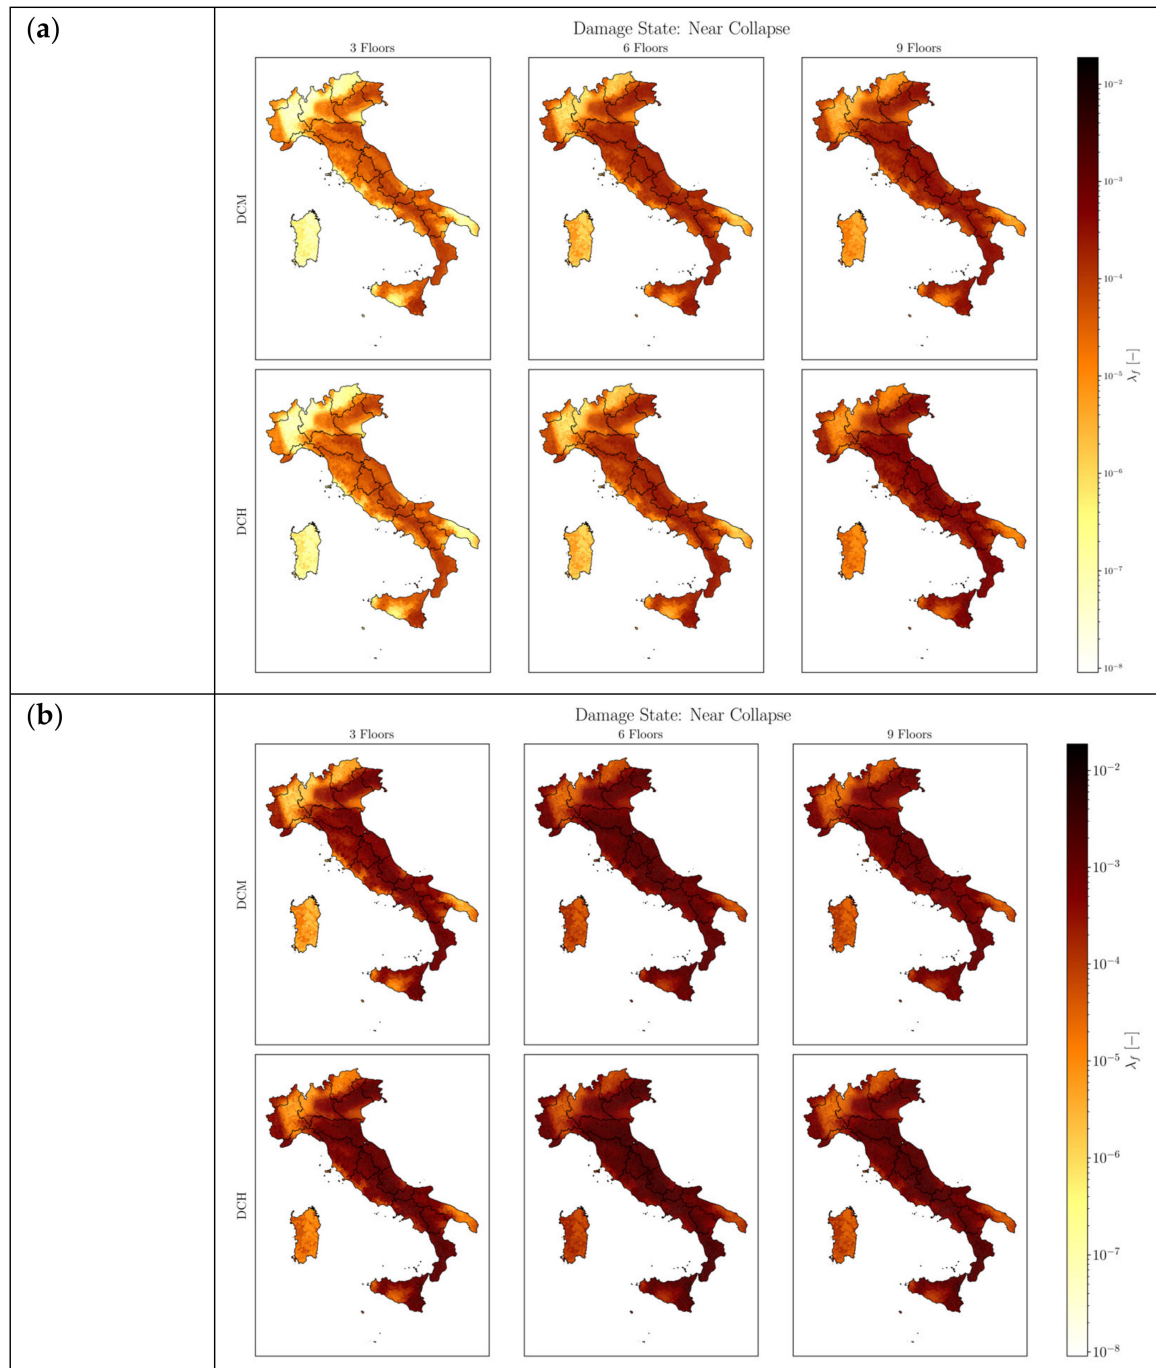 (a)
Damage State: Near Collapse
3 Floors
6 Floors
9 Floors
DCM
DCH
10⁻²
10⁻³
10⁻⁴
10⁻⁵
10⁻⁶
10⁻⁷
10⁻⁸
λ_f [−]
(b)
Damage State: Near Collapse
3 Floors
6 Floors
9 Floors
DCM
DCH
10⁻²
10⁻³
10⁻⁴
10⁻⁵
10⁻⁶
10⁻⁷
10⁻⁸
λ_f [−]